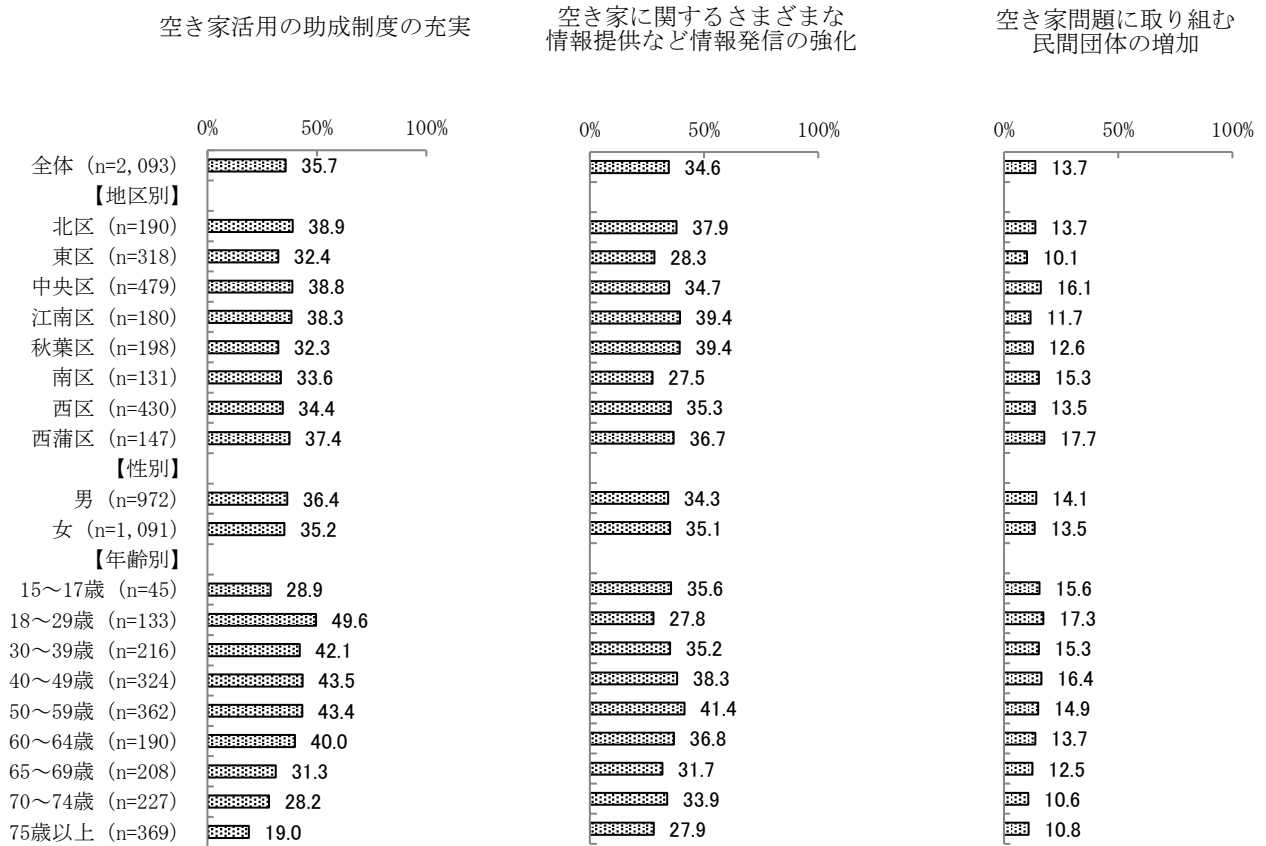 空き家活用の助成制度の充実
空き家に関するさまざまな
情報提供など情報発信の強化
空き家問題に取り組む
民間団体の増加
0% 50% 100% 0% 50% 100% 0% 50% 100%
全体 (n=2,093) 35.7 34.6 13.7
【地区別】
北区 (n=190) 38.9 37.9 13.7
東区 (n=318) 32.4 28.3 10.1
中央区 (n=479) 38.8 34.7 16.1
江南区 (n=180) 38.3 39.4 11.7
秋葉区 (n=198) 32.3 39.4 12.6
南区 (n=131) 33.6 27.5 15.3
西区 (n=430) 34.4 35.3 13.5
西蒲区 (n=147) 37.4 36.7 17.7
【性別】
男 (n=972) 36.4 34.3 14.1
女 (n=1,091) 35.2 35.1 13.5
【年齢別】
15～17歳 (n=45) 28.9 35.6 15.6
18～29歳 (n=133) 49.6 27.8 17.3
30～39歳 (n=216) 42.1 35.2 15.3
40～49歳 (n=324) 43.5 38.3 16.4
50～59歳 (n=362) 43.4 41.4 14.9
60～64歳 (n=190) 40.0 36.8 13.7
65～69歳 (n=208) 31.3 31.7 12.5
70～74歳 (n=227) 28.2 33.9 10.6
75歳以上 (n=369) 19.0 27.9 10.8